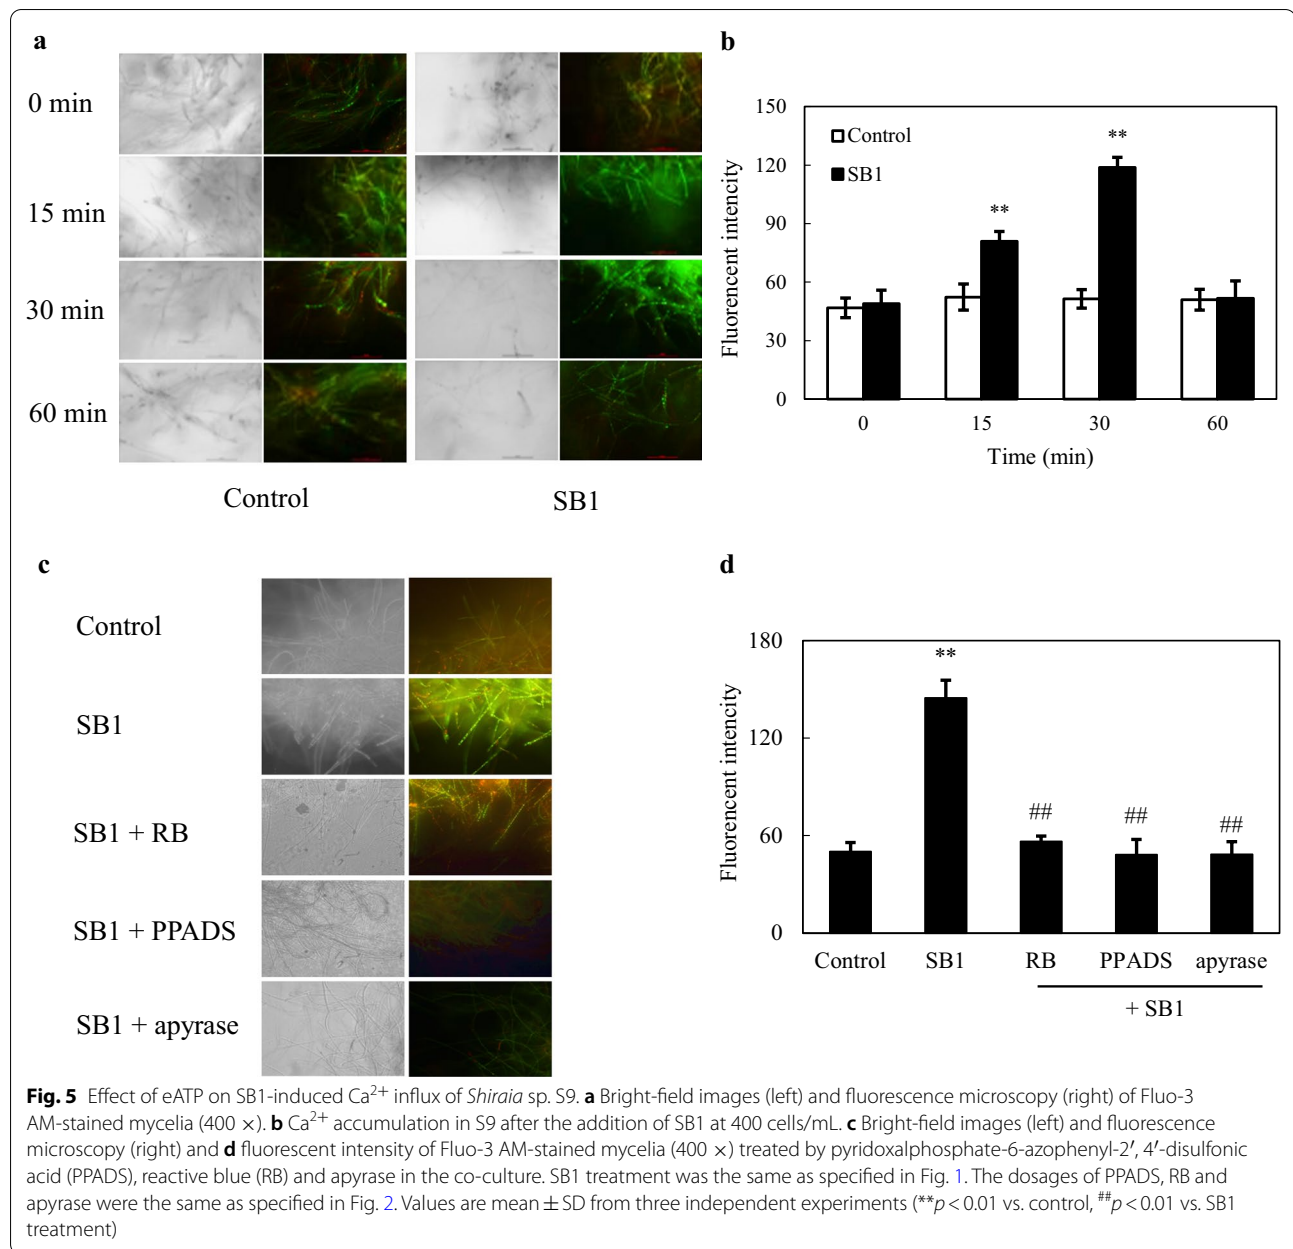 a
0 min
15 min
30 min
60 min
Control
SB1
b
150
120
90
60
30
0
Fluorencent intencity
Control
SB1
**
**
0
15
30
60
Time (min)
c
Control
SB1
SB1 + RB
SB1 + PPADS
SB1 + apyrase
d
180
120
60
0
Fluorencent intencity
**
##
##
##
Control
SB1
RB
PPADS
apyrase
+ SB1
Fig. 5 Effect of eATP on SB1-induced Ca²⁺ influx of Shiraia sp. S9. a Bright-field images (left) and fluorescence microscopy (right) of Fluo-3
AM-stained mycelia (400 ×). b Ca²⁺ accumulation in S9 after the addition of SB1 at 400 cells/mL. c Bright-field images (left) and fluorescence
microscopy (right) and d fluorescent intensity of Fluo-3 AM-stained mycelia (400 ×) treated by pyridoxalphosphate-6-azophenyl-2′, 4′-disulfonic
acid (PPADS), reactive blue (RB) and apyrase in the co-culture. SB1 treatment was the same as specified in Fig. 1. The dosages of PPADS, RB and
apyrase were the same as specified in Fig. 2. Values are mean ± SD from three independent experiments (**p < 0.01 vs. control, ##p < 0.01 vs. SB1
treatment)